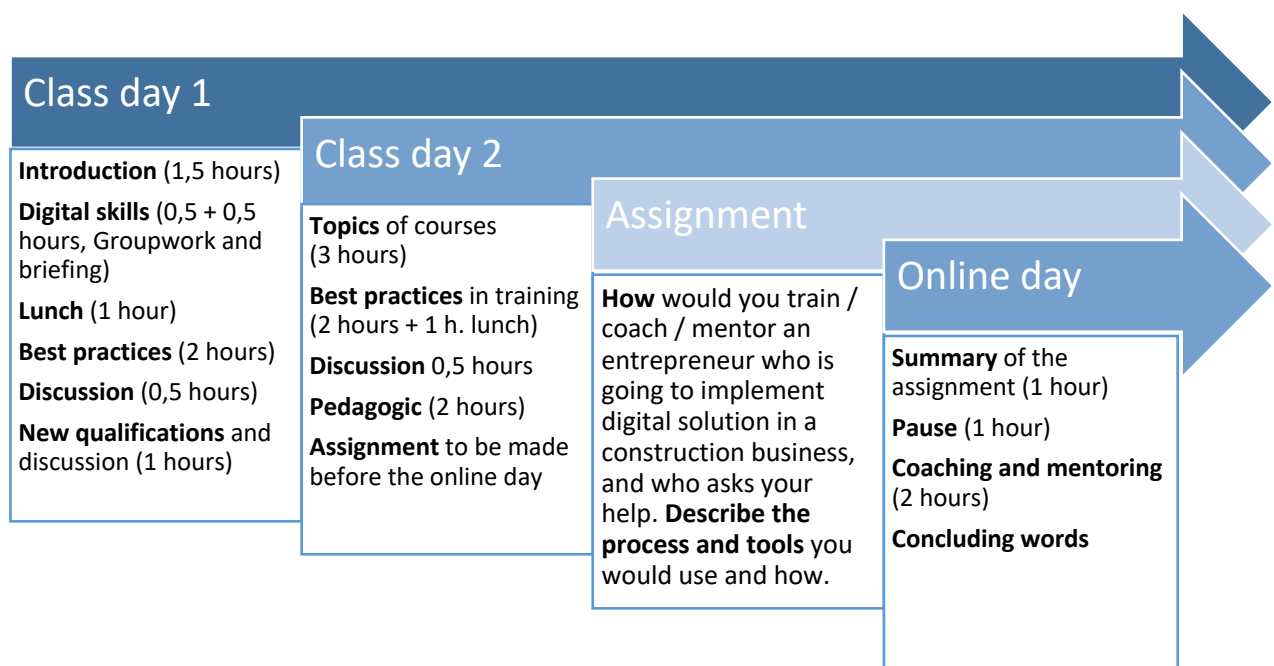 Class day 1
Introduction (1,5 hours)
Digital skills (0,5 + 0,5
hours, Groupwork and
briefing)
Lunch (1 hour)
Best practices (2 hours)
Discussion (0,5 hours)
New qualifications and
discussion (1 hours)
Class day 2
Topics of courses
(3 hours)
Best practices in training
(2 hours + 1 h. lunch)
Discussion 0,5 hours
Pedagogic (2 hours)
Assignment to be made
before the online day
Assignment
How would you train /
coach / mentor an
entrepreneur who is
going to implement
digital solution in a
construction business,
and who asks your
help. Describe the
process and tools you
would use and how.
Online day
Summary of the
assignment (1 hour)
Pause (1 hour)
Coaching and mentoring
(2 hours)
Concluding words